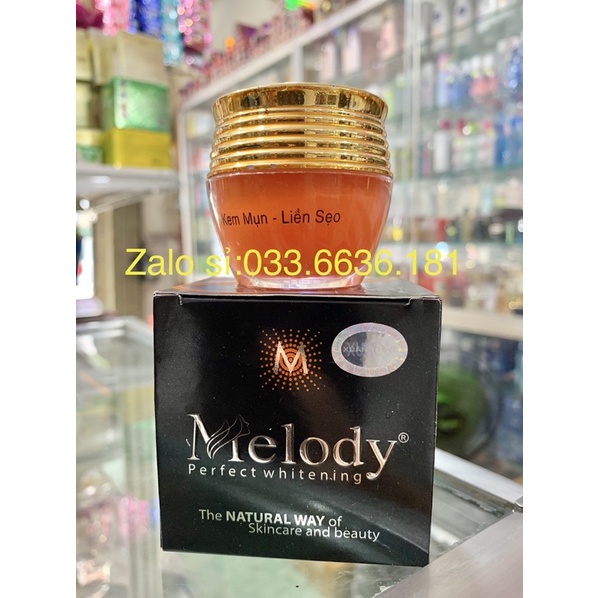 Kem Mụn - Liền Sẹo
Zalo sỉ:033.6636.181
M
Melody®
Perfect whitening
The NATURAL WAY of
Skincare and beauty